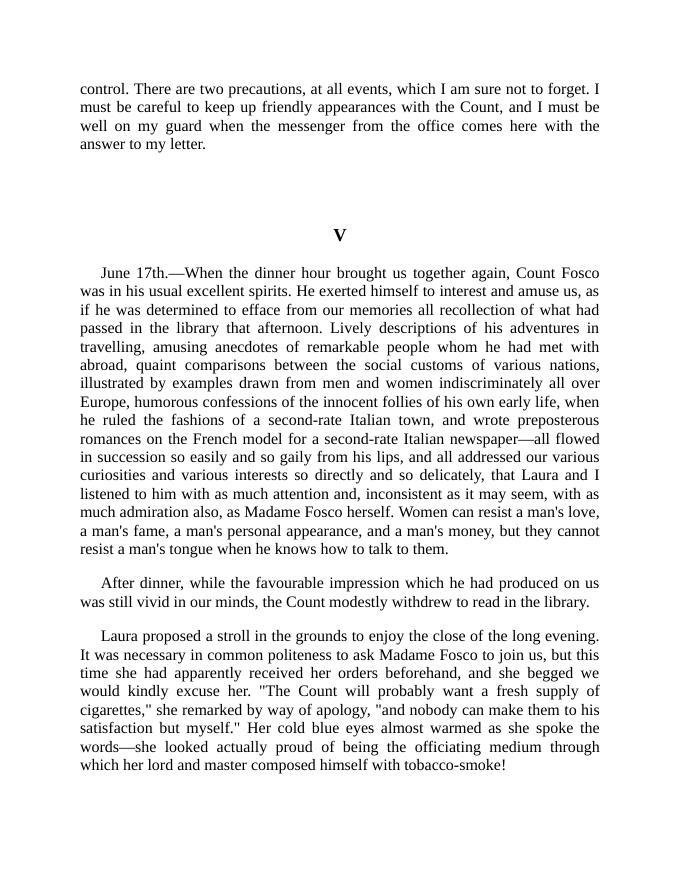 control. There are two precautions, at all events, which I am sure not to forget. I
must be careful to keep up friendly appearances with the Count, and I must be
well on my guard when the messenger from the office comes here with the
answer to my letter.
V
June 17th.—When the dinner hour brought us together again, Count Fosco
was in his usual excellent spirits. He exerted himself to interest and amuse us, as
if he was determined to efface from our memories all recollection of what had
passed in the library that afternoon. Lively descriptions of his adventures in
travelling, amusing anecdotes of remarkable people whom he had met with
abroad, quaint comparisons between the social customs of various nations,
illustrated by examples drawn from men and women indiscriminately all over
Europe, humorous confessions of the innocent follies of his own early life, when
he ruled the fashions of a second-rate Italian town, and wrote preposterous
romances on the French model for a second-rate Italian newspaper—all flowed
in succession so easily and so gaily from his lips, and all addressed our various
curiosities and various interests so directly and so delicately, that Laura and I
listened to him with as much attention and, inconsistent as it may seem, with as
much admiration also, as Madame Fosco herself. Women can resist a man's love,
a man's fame, a man's personal appearance, and a man's money, but they cannot
resist a man's tongue when he knows how to talk to them.
After dinner, while the favourable impression which he had produced on us
was still vivid in our minds, the Count modestly withdrew to read in the library.
Laura proposed a stroll in the grounds to enjoy the close of the long evening.
It was necessary in common politeness to ask Madame Fosco to join us, but this
time she had apparently received her orders beforehand, and she begged we
would kindly excuse her. "The Count will probably want a fresh supply of
cigarettes," she remarked by way of apology, "and nobody can make them to his
satisfaction but myself." Her cold blue eyes almost warmed as she spoke the
words—she looked actually proud of being the officiating medium through
which her lord and master composed himself with tobacco-smoke!